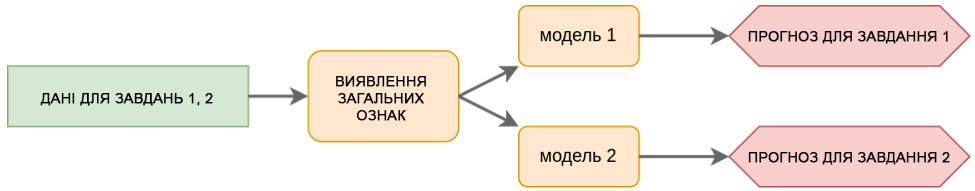 ДАНІ ДЛЯ ЗАВДАНЬ 1, 2
ВИЯВЛЕННЯ
ЗАГАЛЬНИХ
ОЗНАК
модель 1
ПРОГНОЗ ДЛЯ ЗАВДАННЯ 1
модель 2
ПРОГНОЗ ДЛЯ ЗАВДАННЯ 2